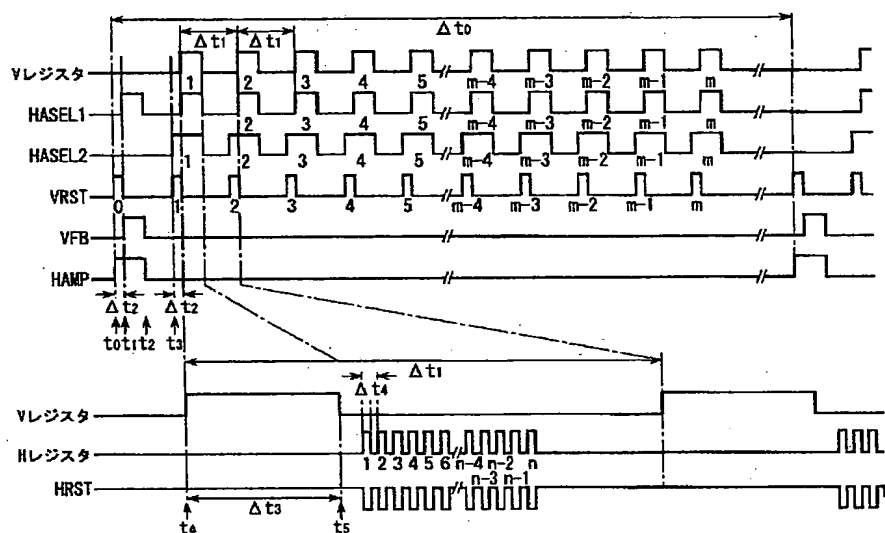 Δt₀
Δt₁ Δt₁
Vレジスタ
1 2 3 4 5 m-4 m-3 m-2 m-1 m
HASEL1
2 3 4 5 m-4 m-3 m-2 m-1 m
HASEL2
1 2 3 4 5 m-4 m-3 m-2 m-1 m
VRST
0 1 2 3 4 5 m-4 m-3 m-2 m-1 m
VFB
HAMP
Δt₂ Δt₂
t₀ t₁ t₂ t₃
Δt₁
Δt₄
Vレジスタ
Hレジスタ
1 2 3 4 5 6 n-4 n-2 n
n-3 n-1
HRST
Δt₃
t₄ t₅